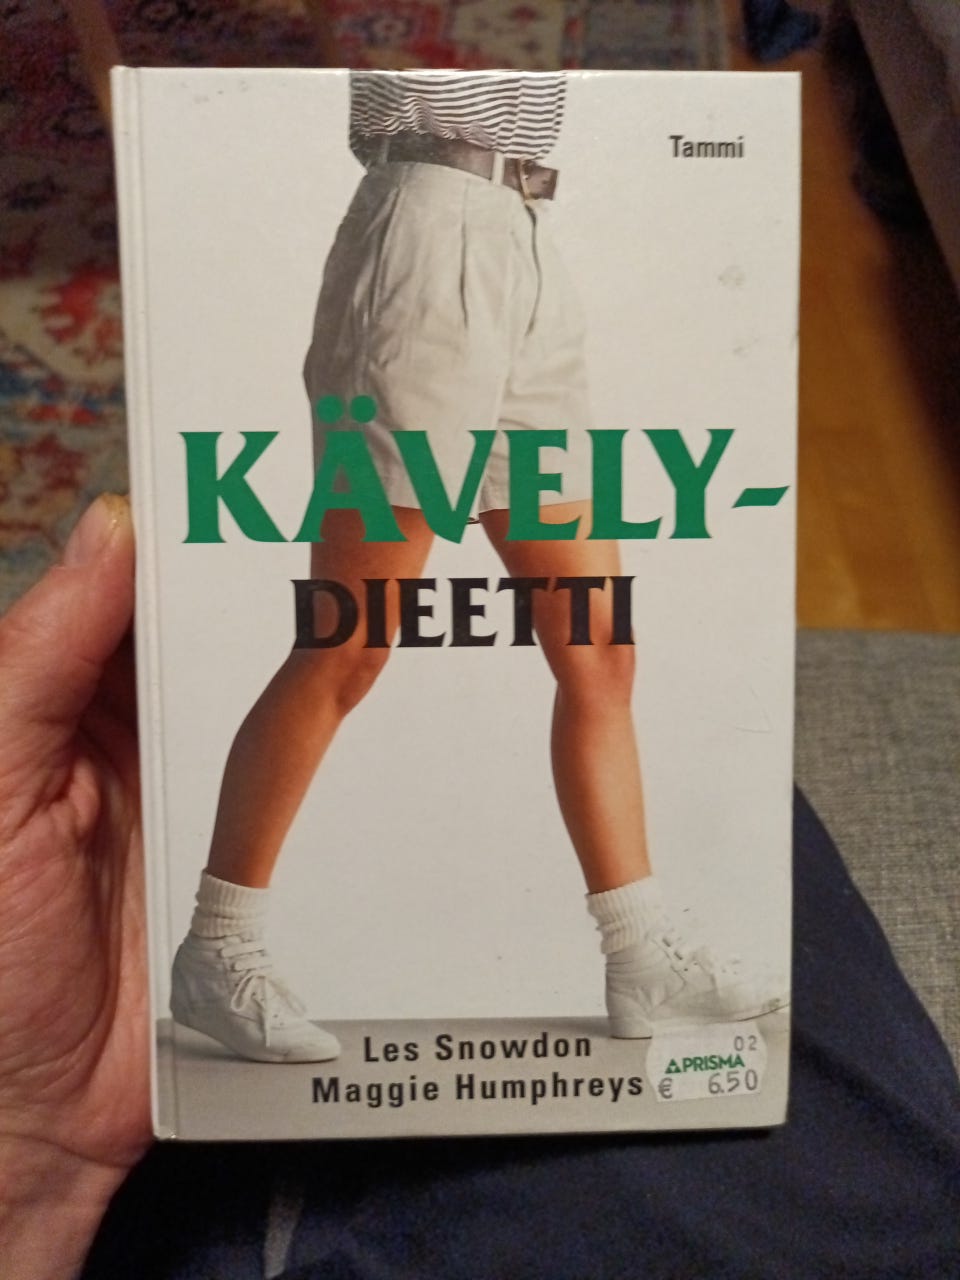 Tammi
KÄVELY-
DIEETTI
Les Snowdon
Maggie Humphreys
02
PRISMA
€ 6.50